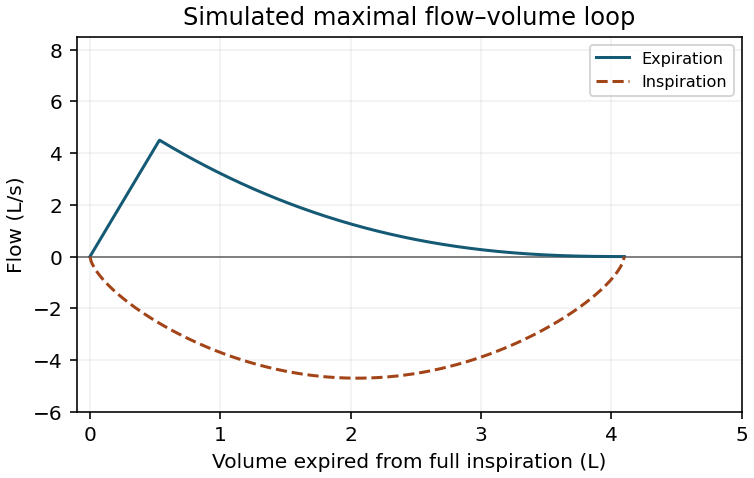 Simulated maximal flow–volume loop
Expiration
Inspiration
Flow (L/s)
8
6
4
2
0
−2
−4
−6
0 1 2 3 4 5
Volume expired from full inspiration (L)